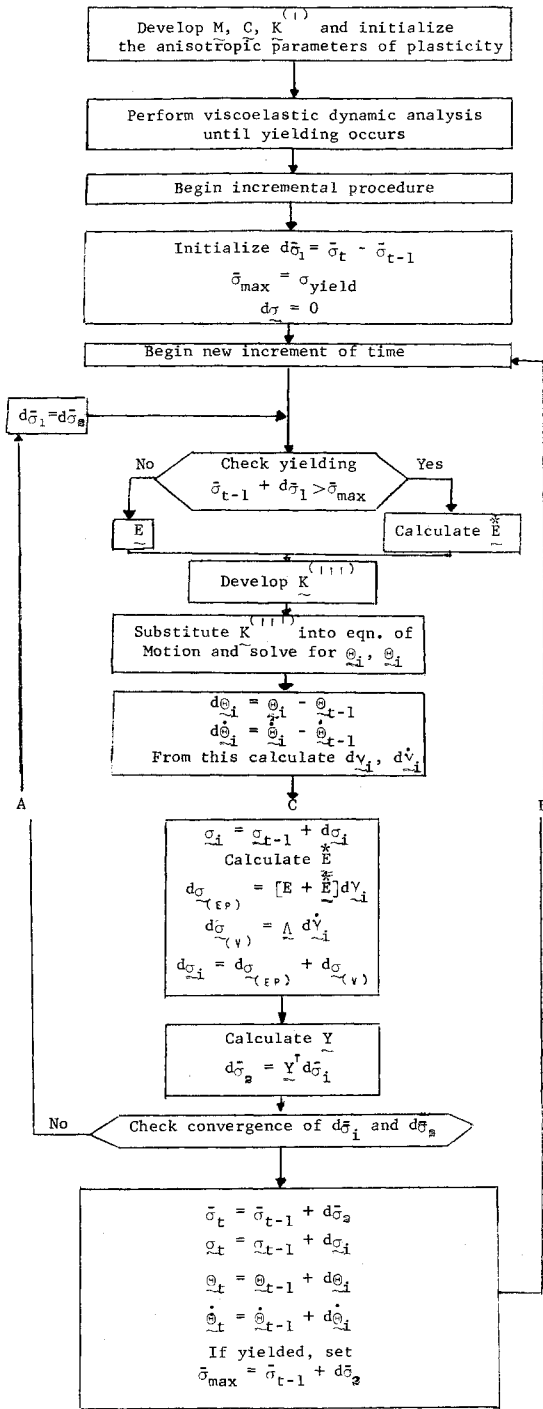 Develop M, C, K(ı) and initialize
the anisotropic parameters of plasticity
Perform viscoelastic dynamic analysis
until yielding occurs
Begin incremental procedure
Initialize dσ̄₁ = σ̄t - σ̄t-1
σ̄max = σyield
dσ = 0
Begin new increment of time
dσ̄₁=dσ̄₂
No
Check yielding
Yes
σ̄t-1 + dσ̄₁ > σ̄max
E
Calculate E*
Develop K(ııı)
Substitute K(ııı) into eqn. of
Motion and solve for Θi, Θi
dΘi = Θi - Θt-1
dΘ̇i = Θ̇i - Θ̇t-1
From this calculate dγi, dγ̇i
A
C
σi = σt-1 + dσi
Calculate E*
dσ(EP) = [E + E*]dγi
dσ(V) = Λ dγ̇i
dσi = dσ(EP) + dσ(V)
Calculate Y
dσ̄₂ = Yᵀdσ̄i
No
Check convergence of dσ̄i and dσ̄₂
σ̄t = σ̄t-1 + dσ̄₂
σt = σt-1 + dσi
Θt = Θt-1 + dΘi
Θ̇t = Θ̇t-1 + dΘ̇i
If yielded, set
σ̄max = σ̄t-1 + dσ̄₂